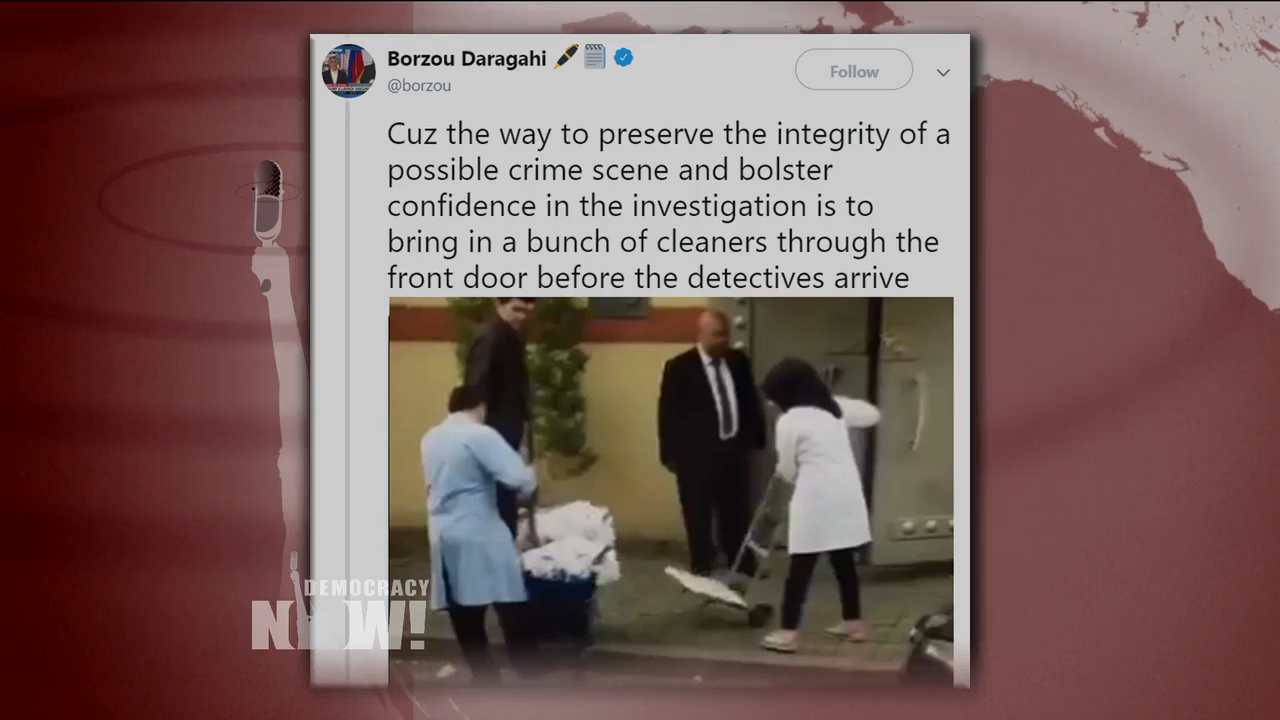 Borzou Daragahi
@borzou
Follow
Cuz the way to preserve the integrity of a
possible crime scene and bolster
confidence in the investigation is to
bring in a bunch of cleaners through the
front door before the detectives arrive
DEMOCRACY
NOW!